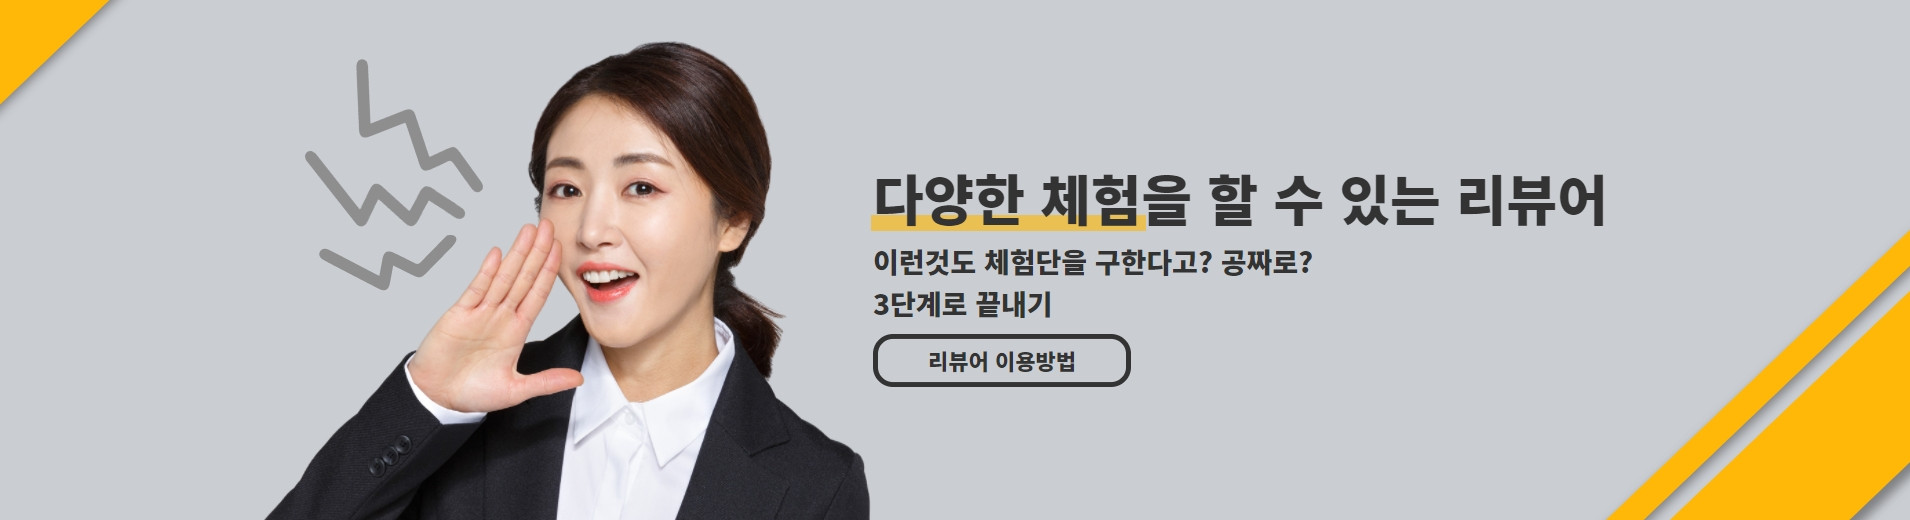 다양한 체험을 할 수 있는 리뷰어
이런것도 체험단을 구한다고? 공짜로?
3단계로 끝내기
리뷰어 이용방법